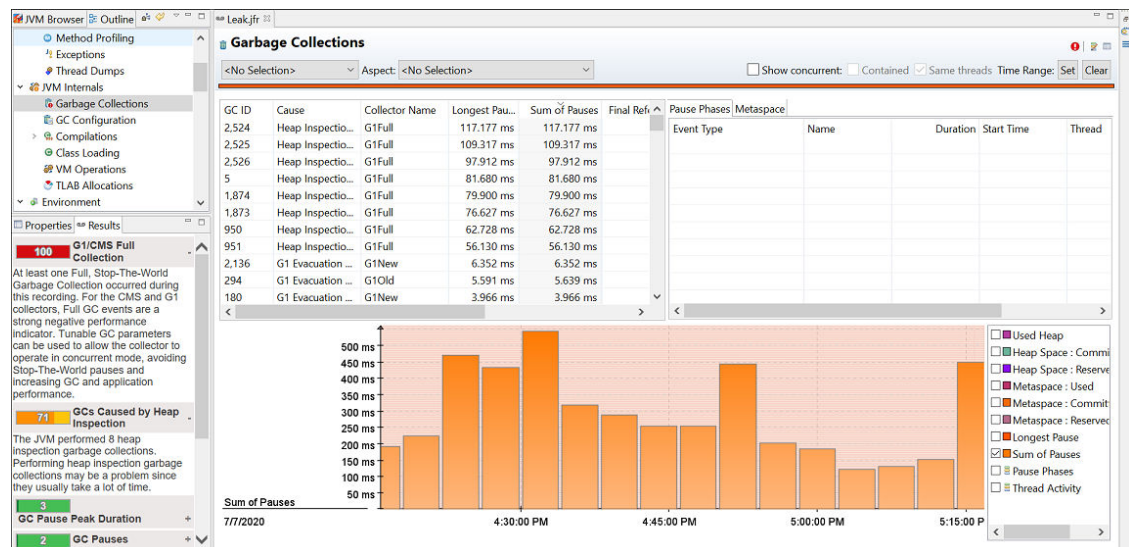 JVM Browser Outline
Method Profiling
Exceptions
Thread Dumps
JVM Internals
Garbage Collections
GC Configuration
Compilations
Class Loading
VM Operations
TLAB Allocations
Environment
Properties Results
100 G1/CMS Full
Collection
At least one Full, Stop-The-World
Garbage Collection occurred during
this recording. For the CMS and G1
collectors, Full GC events are a
strong negative performance
indicator. Tunable GC parameters
can be used to allow the collector to
operate in concurrent mode, avoiding
Stop-The-World pauses and
increasing GC and application
performance.
71 GCs Caused by Heap
Inspection
The JVM performed 8 heap
inspection garbage collections.
Performing heap inspection garbage
collections may be a problem since
they usually take a lot of time.
3
GC Pause Peak Duration +
2 GC Pauses +
Leak.jfr
Garbage Collections
<No Selection> Aspect: <No Selection> Show concurrent: Contained Same threads Time Range: Set Clear
GC ID Cause Collector Name Longest Pau... Sum of Pauses Final Refe
2,524 Heap Inspectio... G1Full 117.177 ms 117.177 ms
2,525 Heap Inspectio... G1Full 109.317 ms 109.317 ms
2,526 Heap Inspectio... G1Full 97.912 ms 97.912 ms
5 Heap Inspectio... G1Full 81.680 ms 81.680 ms
1,874 Heap Inspectio... G1Full 79.900 ms 79.900 ms
1,873 Heap Inspectio... G1Full 76.627 ms 76.627 ms
950 Heap Inspectio... G1Full 62.728 ms 62.728 ms
951 Heap Inspectio... G1Full 56.130 ms 56.130 ms
2,136 G1 Evacuation ... G1New 6.352 ms 6.352 ms
294 G1 Evacuation ... G1Old 5.591 ms 5.639 ms
180 G1 Evacuation ... G1New 3.966 ms 3.966 ms
Pause Phases Metaspace
Event Type Name Duration Start Time Thread
500 ms
450 ms
400 ms
350 ms
300 ms
250 ms
200 ms
150 ms
100 ms
50 ms
Sum of Pauses
7/7/2020 4:30:00 PM 4:45:00 PM 5:00:00 PM 5:15:00 P
Used Heap
Heap Space : Commi
Heap Space : Reserve
Metaspace : Used
Metaspace : Commit
Metaspace : Reserved
Longest Pause
Sum of Pauses
Pause Phases
Thread Activity